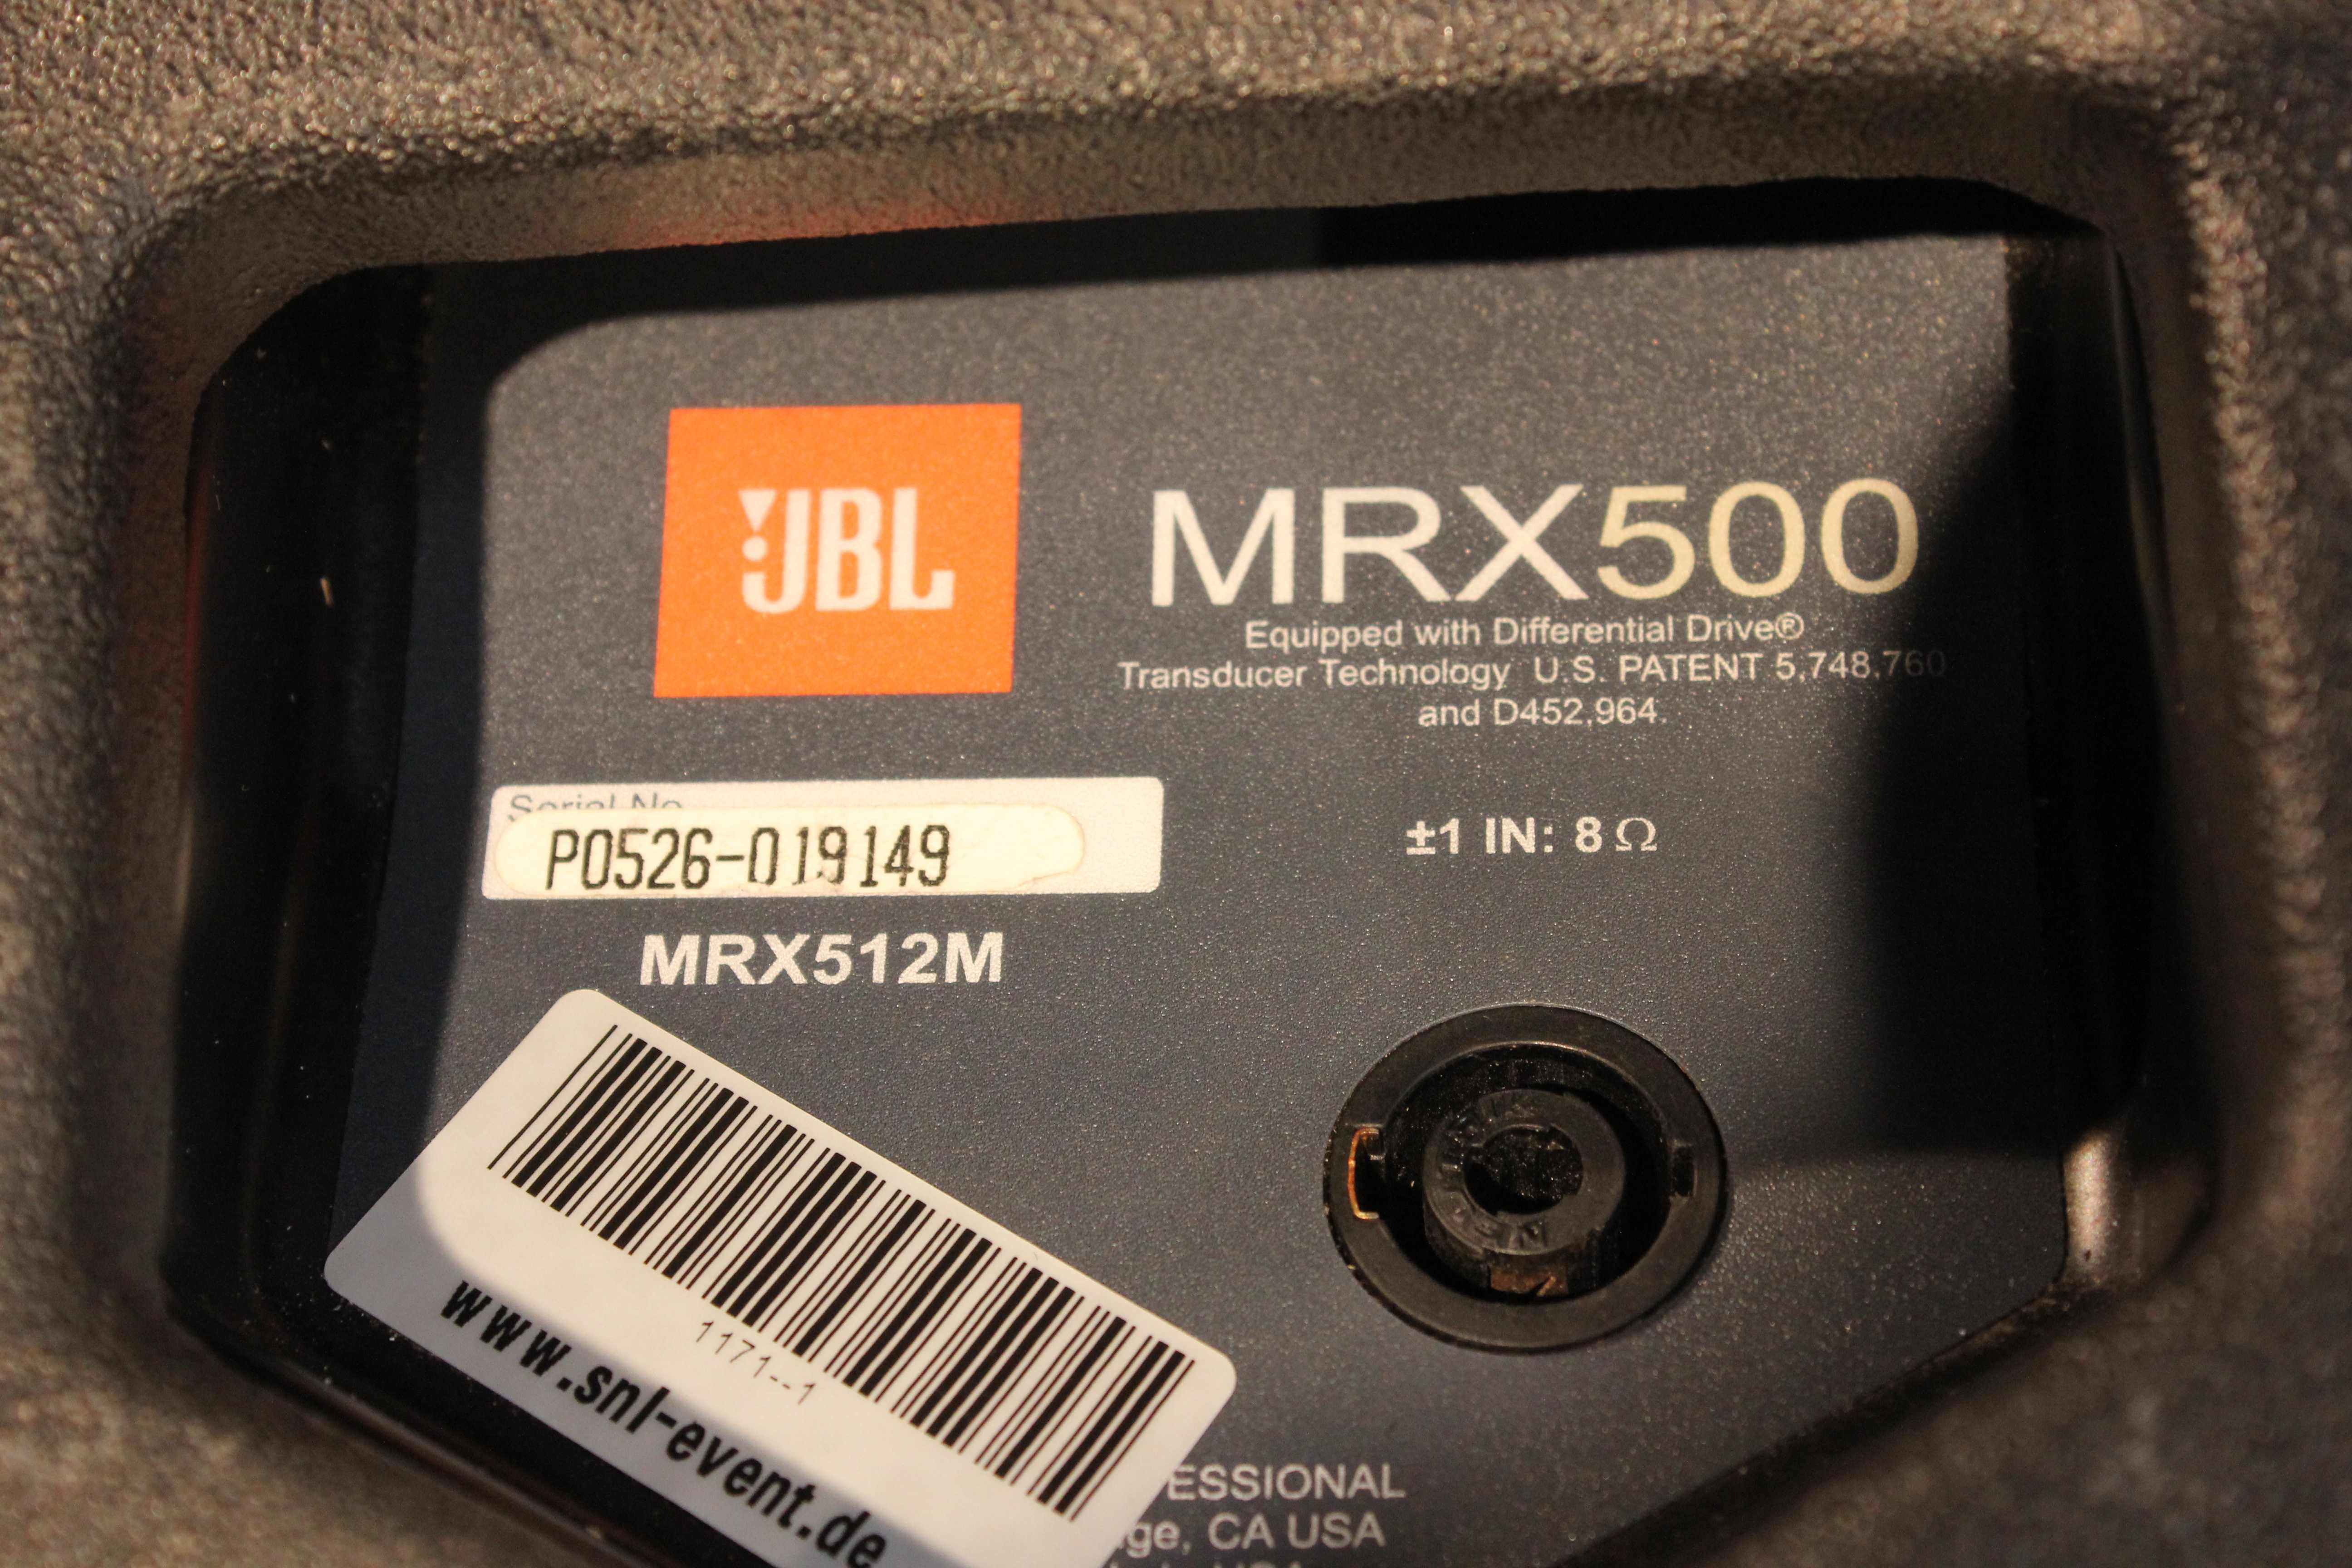 JBL
MRX500
Equipped with Differential Drive®
Transducer Technology U.S. PATENT 5,748,760
and D452,964.
Serial No
P0526-019149
±1 IN: 8 Ω
MRX512M
1171--1
www.snl-event.de
ESSIONAL
ge, CA USA